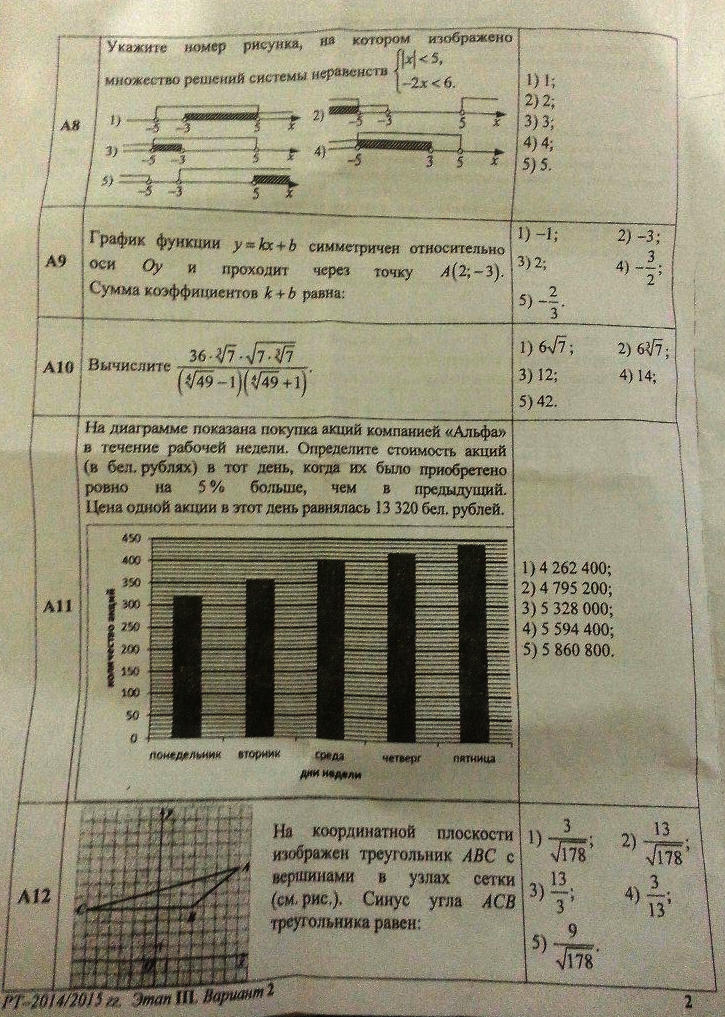 Укажите номер рисунка, на котором изображено
множество решений системы неравенств {|x| < 5, −2x < 6.
А8
1) −5 −3 5 x
2) −5 −3 5 x
3) −5 −3 5 x
4) −5 3 5 x
5) −5 −3 5 x
1) 1;
2) 2;
3) 3;
4) 4;
5) 5.
А9
График функции y = kx + b симметричен относительно
оси Oy и проходит через точку A(2; −3).
Сумма коэффициентов k + b равна:
1) −1; 2) −3;
3) 2; 4) −3/2;
5) −2/3.
А10
Вычислите (36 · ∛7 · √(7 · ∛7)) / ((∜49 − 1)(∜49 + 1)).
1) 6√7; 2) 6∛7;
3) 12; 4) 14;
5) 42.
А11
На диаграмме показана покупка акций компанией «Альфа»
в течение рабочей недели. Определите стоимость акций
(в бел. рублях) в тот день, когда их было приобретено
ровно на 5 % больше, чем в предыдущий.
Цена одной акции в этот день равнялась 13 320 бел. рублей.
количество акций
450
400
350
300
250
200
150
100
50
0
понедельник вторник среда четверг пятница
дни недели
1) 4 262 400;
2) 4 795 200;
3) 5 328 000;
4) 5 594 400;
5) 5 860 800.
А12
y
A
C
B
На координатной плоскости
изображен треугольник ABC с
вершинами в узлах сетки
(см. рис.). Синус угла ACB
треугольника равен:
1) 3/√178; 2) 13/√178;
3) 13/3; 4) 3/13;
5) 9/√178.
РТ–2014/2015 гг. Этап III. Вариант 2
2